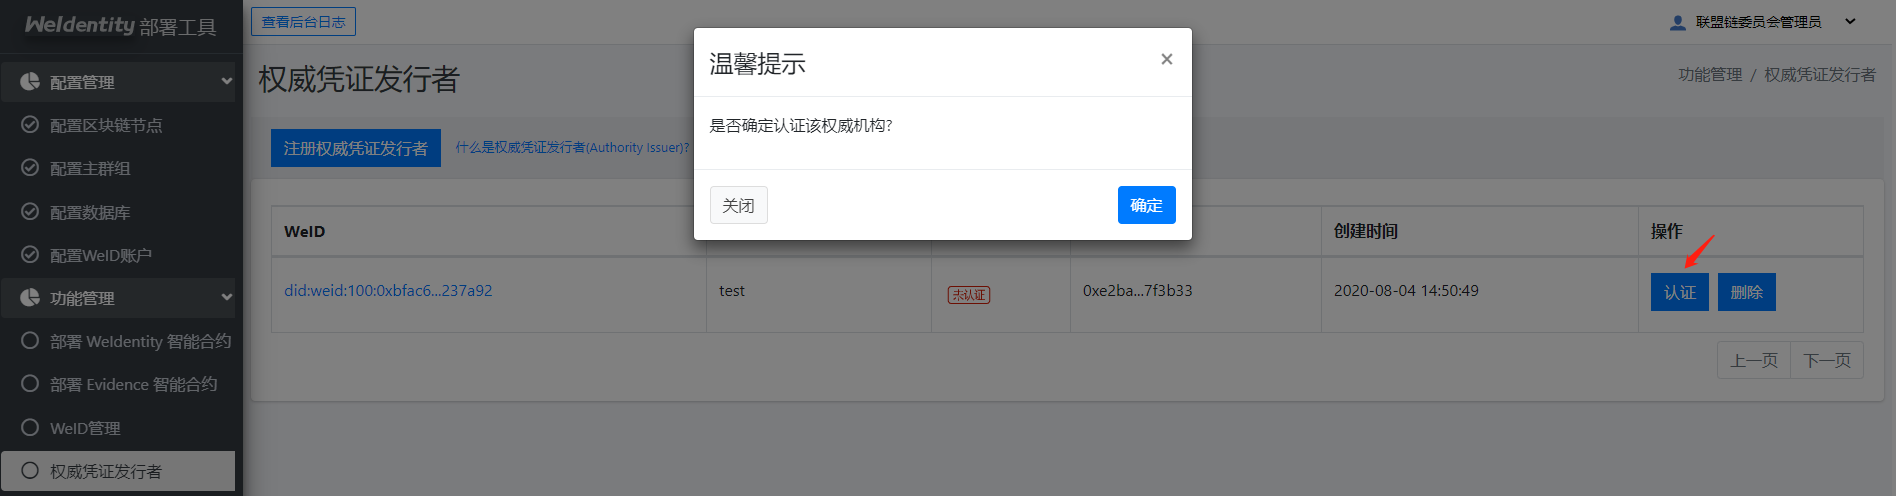 WeIdentity 部署工具
查看后台日志
联盟链委员会管理员
配置管理
配置区块链节点
配置主群组
配置数据库
配置WeID账户
功能管理
部署 WeIdentity 智能合约
部署 Evidence 智能合约
WeID管理
权威凭证发行者
权威凭证发行者
功能管理 / 权威凭证发行者
注册权威凭证发行者
什么是权威凭证发行者(Authority Issuer)?
温馨提示
×
是否确定认证该权威机构?
关闭
确定
WeID
创建时间
操作
did:weid:100:0xbfac6...237a92
test
未认证
0xe2ba...7f3b33
2020-08-04 14:50:49
认证
删除
上一页
下一页